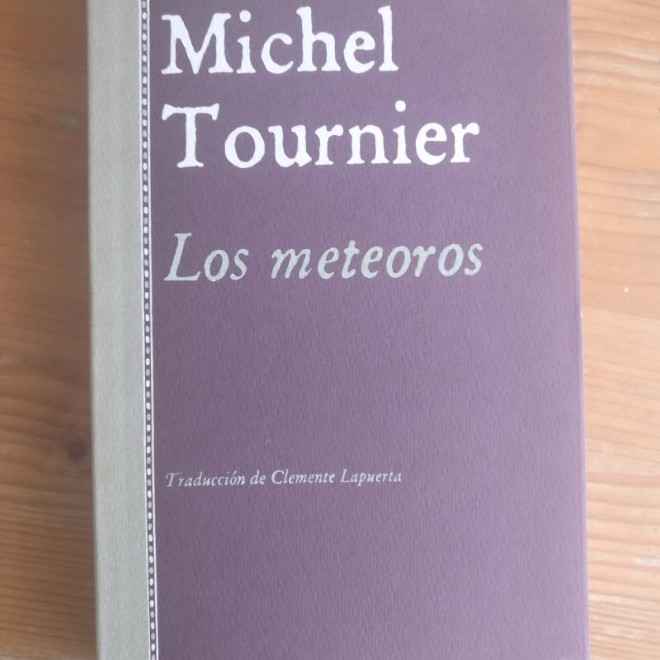 Michel
Tournier
Los meteoros
Traducción de Clemente Lapuerta